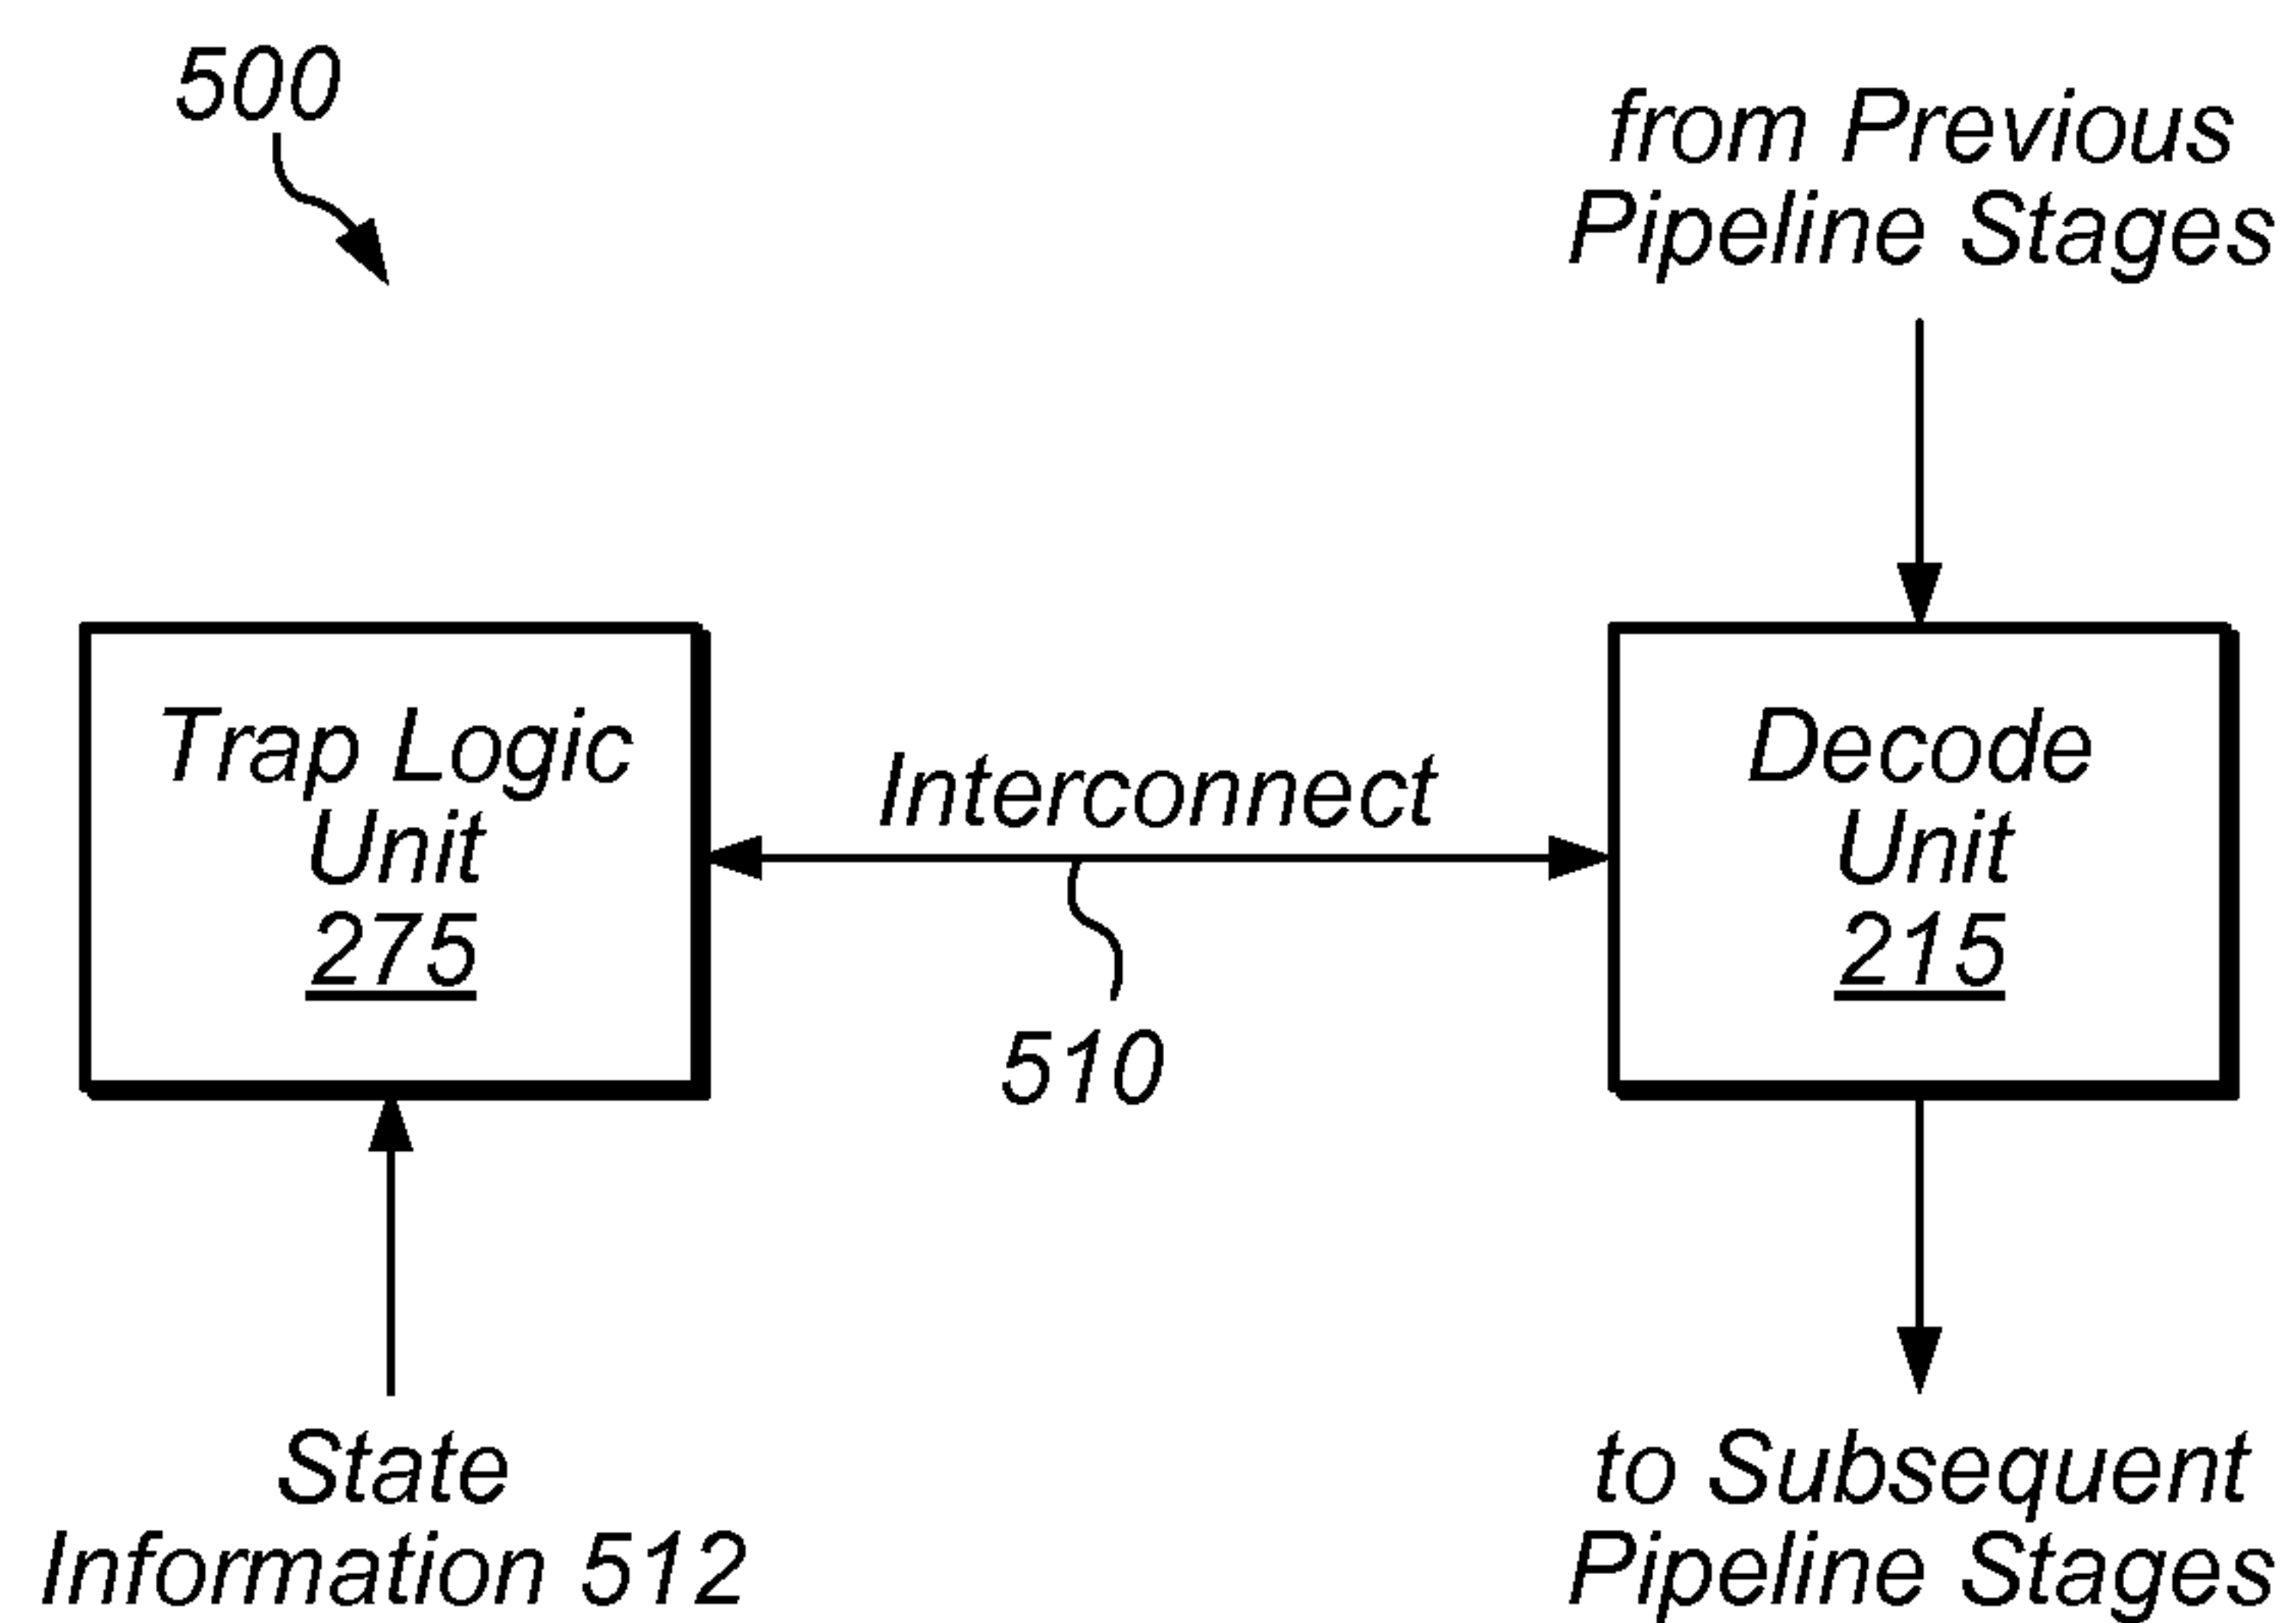 500
from Previous
Pipeline Stages
Trap Logic
Unit
275
Interconnect
510
Decode
Unit
215
State
Information 512
to Subsequent
Pipeline Stages